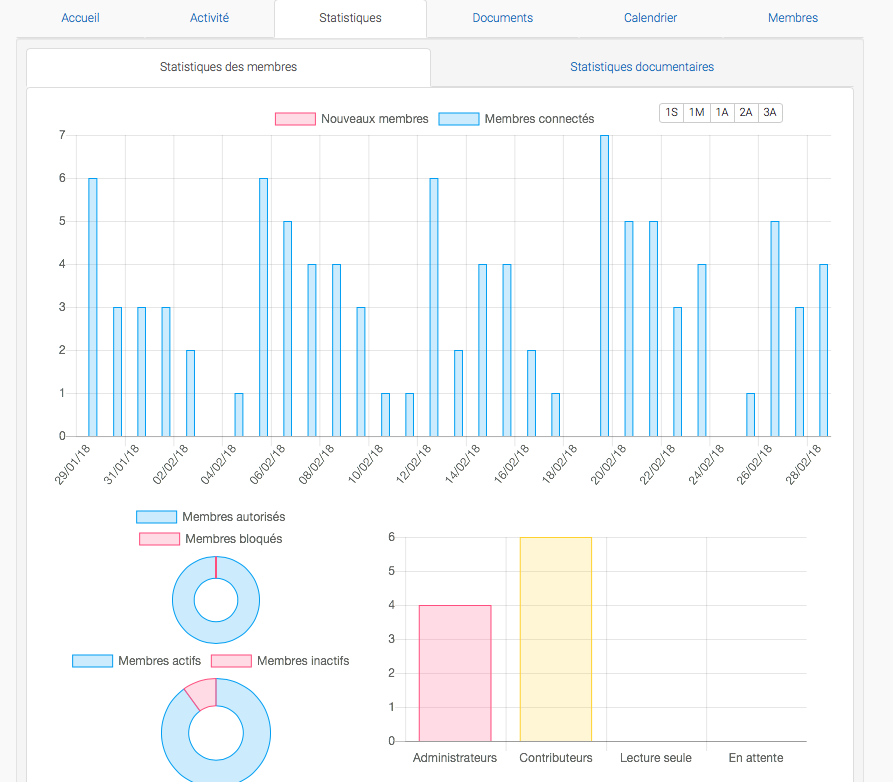 Accueil Activité Statistiques Documents Calendrier Membres
Statistiques des membres Statistiques documentaires
Nouveaux membres Membres connectés 1S 1M 1A 2A 3A
7
6
5
4
3
2
1
0
29/01/18 31/01/18 02/02/18 04/02/18 06/02/18 08/02/18 10/02/18 12/02/18 14/02/18 16/02/18 18/02/18 20/02/18 22/02/18 24/02/18 26/02/18 28/02/18
Membres autorisés
Membres bloqués
Membres actifs Membres inactifs
6
5
4
3
2
1
0
Administrateurs Contributeurs Lecture seule En attente